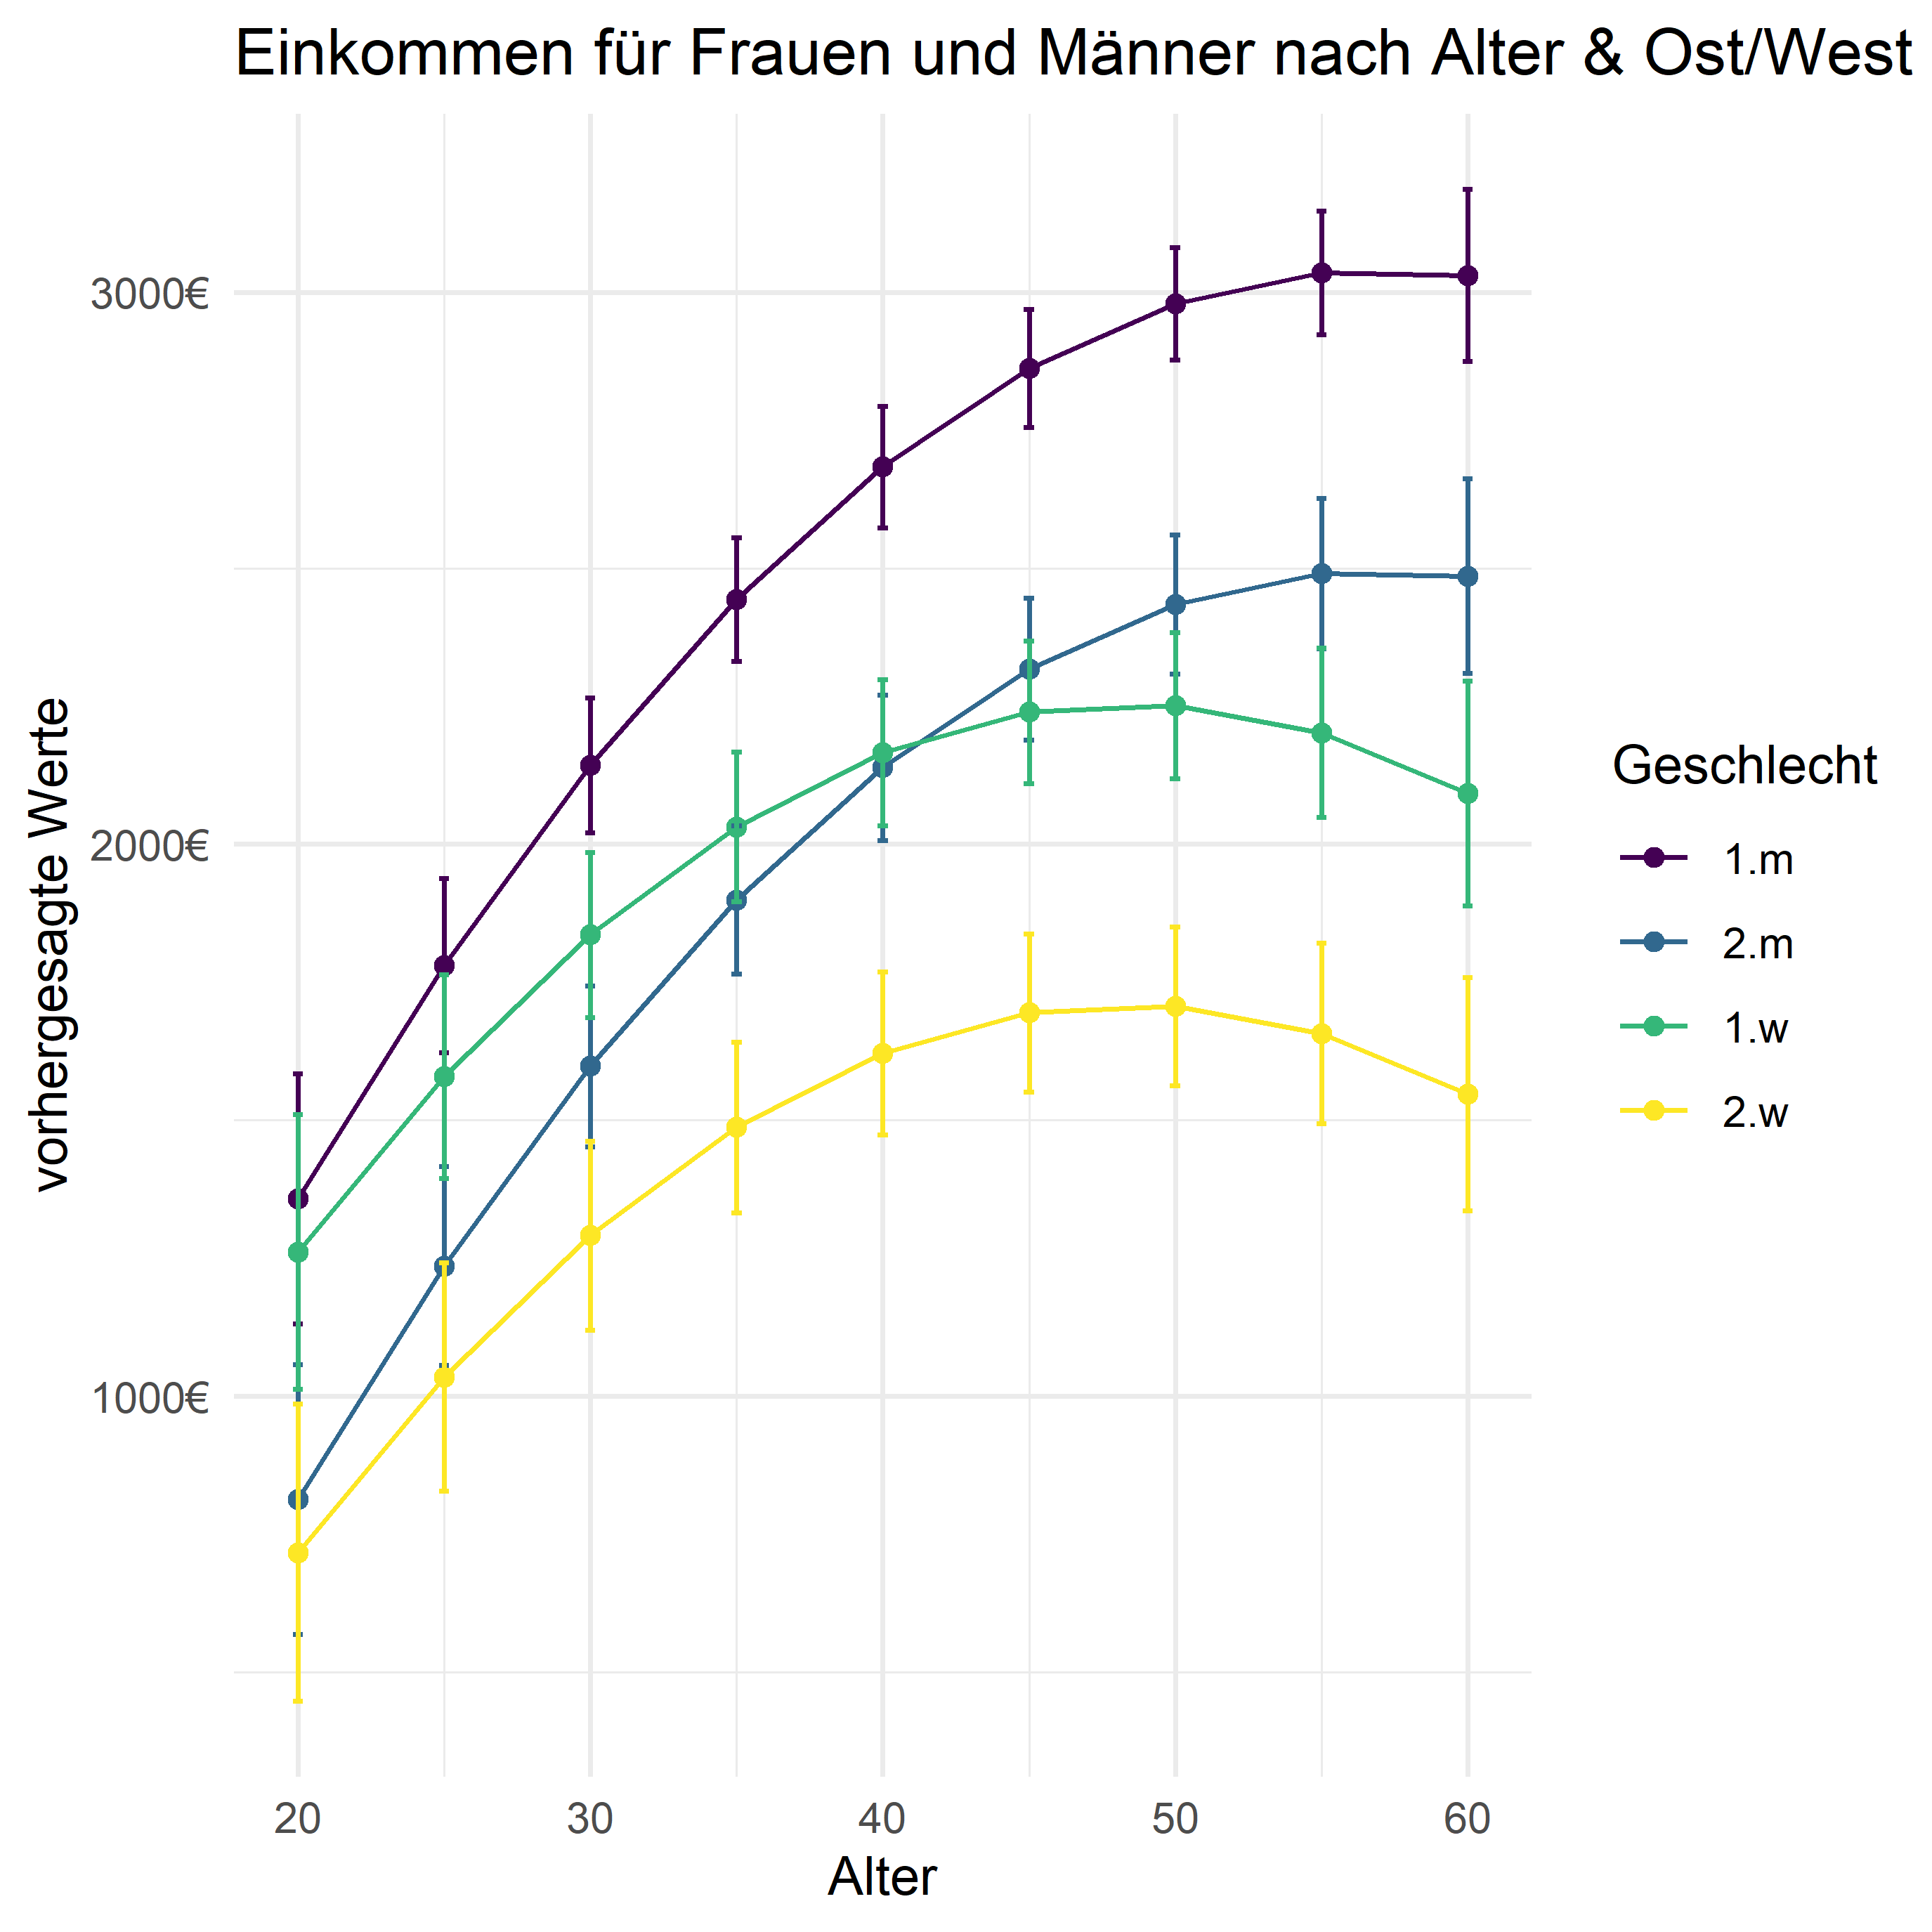 Einkommen für Frauen und Männer nach Alter & Ost/West
3000€
2000€
1000€
vorhergesagte Werte
20 30 40 50 60
Alter
Geschlecht
1.m
2.m
1.w
2.w